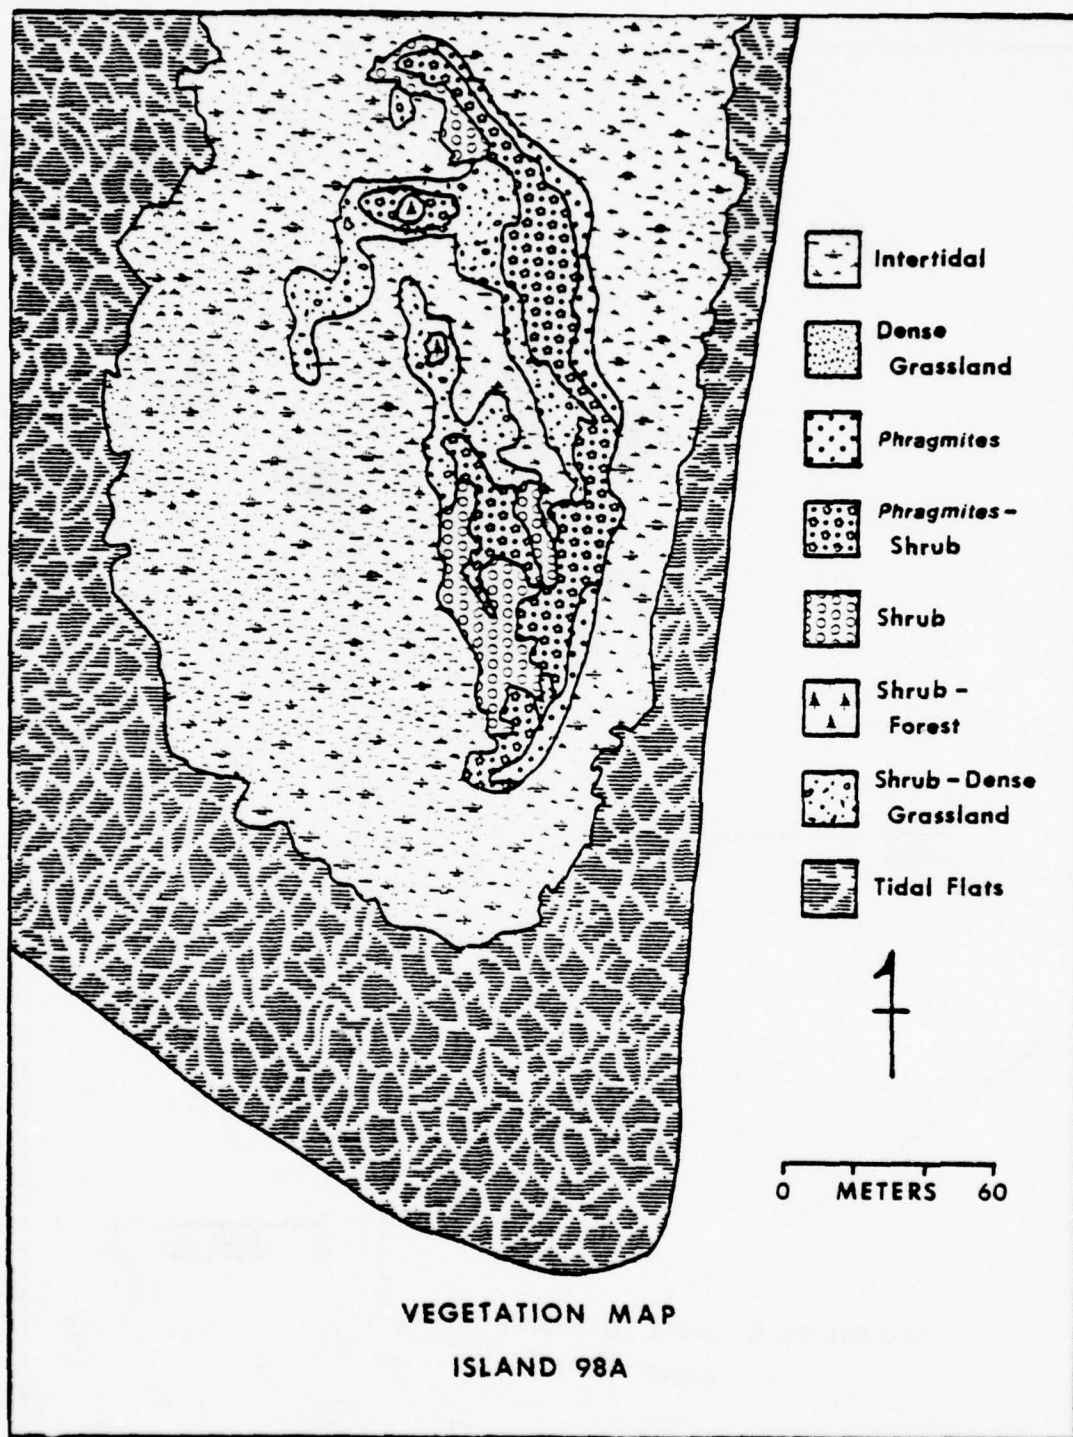 Intertidal
Dense
Grassland
Phragmites
Phragmites–
Shrub
Shrub
Shrub–
Forest
Shrub–Dense
Grassland
Tidal Flats
0 METERS 60
VEGETATION MAP
ISLAND 98A